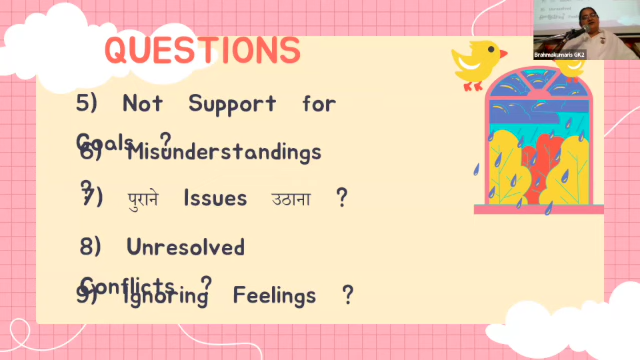 QUESTIONS
5) Not Support for
Goals ?
6) Misunderstandings
?
7) पुराने Issues उठाना ?
8) Unresolved
Conflicts ?
9) Ignoring Feelings ?
Brahmakumaris GK2